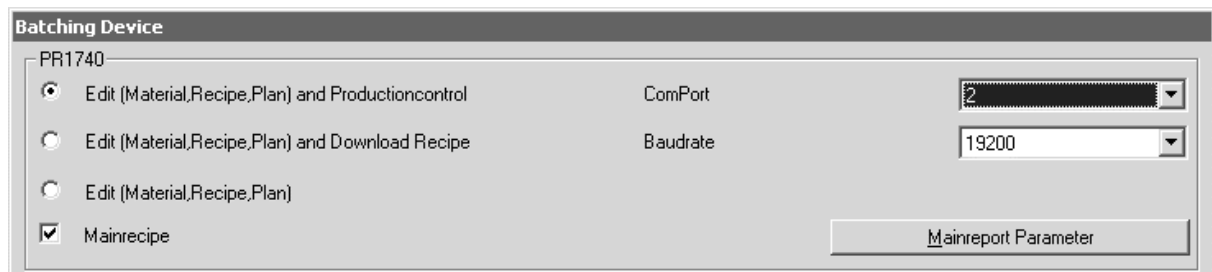 Batching Device
PR1740
Edit (Material,Recipe,Plan) and Productioncontrol ComPort 2
Edit (Material,Recipe,Plan) and Download Recipe Baudrate 19200
Edit (Material,Recipe,Plan)
Mainrecipe Mainreport Parameter